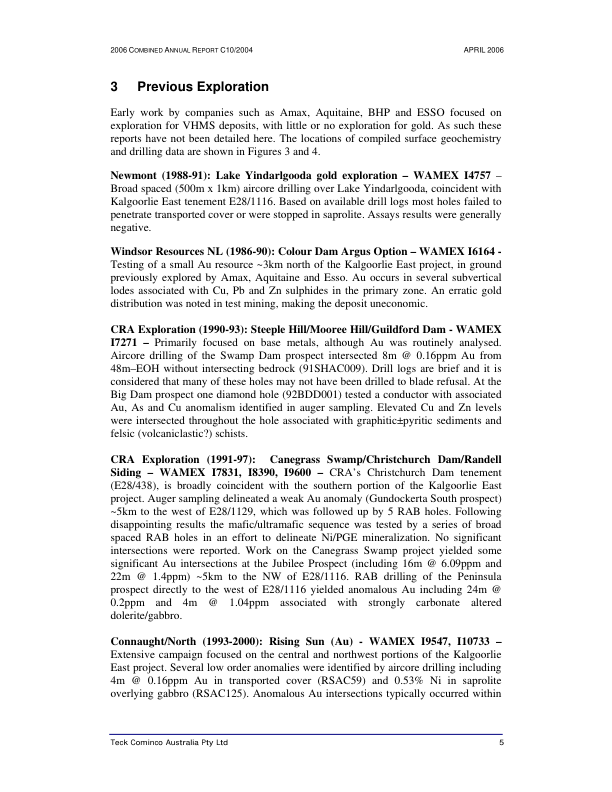 2006 COMBINED ANNUAL REPORT C10/2004 APRIL 2006
3 Previous Exploration
Early work by companies such as Amax, Aquitaine, BHP and ESSO focused on
exploration for VHMS deposits, with little or no exploration for gold. As such these
reports have not been detailed here. The locations of compiled surface geochemistry
and drilling data are shown in Figures 3 and 4.
Newmont (1988-91): Lake Yindarlgooda gold exploration – WAMEX I4757 –
Broad spaced (500m x 1km) aircore drilling over Lake Yindarlgooda, coincident with
Kalgoorlie East tenement E28/1116. Based on available drill logs most holes failed to
penetrate transported cover or were stopped in saprolite. Assays results were generally
negative.
Windsor Resources NL (1986-90): Colour Dam Argus Option – WAMEX I6164 -
Testing of a small Au resource ~3km north of the Kalgoorlie East project, in ground
previously explored by Amax, Aquitaine and Esso. Au occurs in several subvertical
lodes associated with Cu, Pb and Zn sulphides in the primary zone. An erratic gold
distribution was noted in test mining, making the deposit uneconomic.
CRA Exploration (1990-93): Steeple Hill/Mooree Hill/Guildford Dam - WAMEX
I7271 – Primarily focused on base metals, although Au was routinely analysed.
Aircore drilling of the Swamp Dam prospect intersected 8m @ 0.16ppm Au from
48m–EOH without intersecting bedrock (91SHAC009). Drill logs are brief and it is
considered that many of these holes may not have been drilled to blade refusal. At the
Big Dam prospect one diamond hole (92BDD001) tested a conductor with associated
Au, As and Cu anomalism identified in auger sampling. Elevated Cu and Zn levels
were intersected throughout the hole associated with graphitic±pyritic sediments and
felsic (volcaniclastic?) schists.
CRA Exploration (1991-97): Canegrass Swamp/Christchurch Dam/Randell
Siding – WAMEX I7831, I8390, I9600 – CRA's Christchurch Dam tenement
(E28/438), is broadly coincident with the southern portion of the Kalgoorlie East
project. Auger sampling delineated a weak Au anomaly (Gundockerta South prospect)
~5km to the west of E28/1129, which was followed up by 5 RAB holes. Following
disappointing results the mafic/ultramafic sequence was tested by a series of broad
spaced RAB holes in an effort to delineate Ni/PGE mineralization. No significant
intersections were reported. Work on the Canegrass Swamp project yielded some
significant Au intersections at the Jubilee Prospect (including 16m @ 6.09ppm and
22m @ 1.4ppm) ~5km to the NW of E28/1116. RAB drilling of the Peninsula
prospect directly to the west of E28/1116 yielded anomalous Au including 24m @
0.2ppm and 4m @ 1.04ppm associated with strongly carbonate altered
dolerite/gabbro.
Connaught/North (1993-2000): Rising Sun (Au) - WAMEX I9547, I10733 –
Extensive campaign focused on the central and northwest portions of the Kalgoorlie
East project. Several low order anomalies were identified by aircore drilling including
4m @ 0.16ppm Au in transported cover (RSAC59) and 0.53% Ni in saprolite
overlying gabbro (RSAC125). Anomalous Au intersections typically occurred within
Teck Cominco Australia Pty Ltd 5